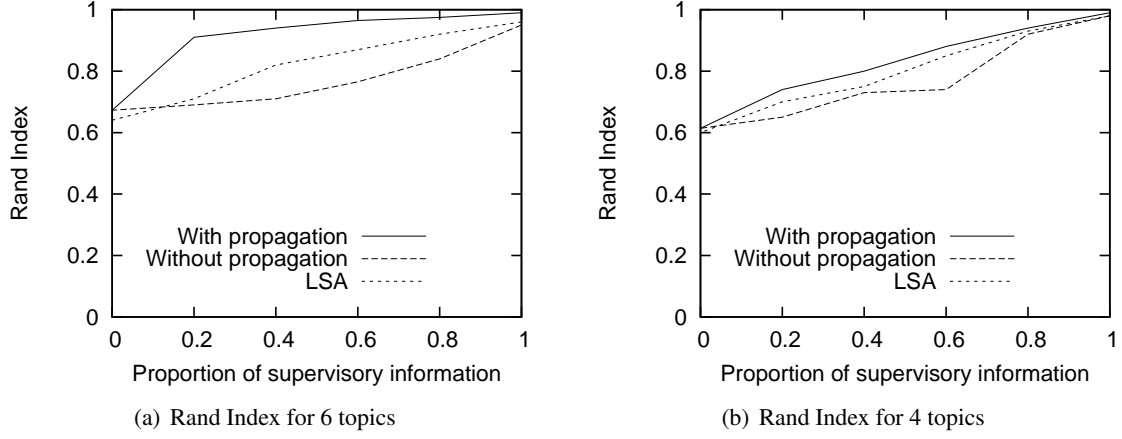 1
0.8
0.6
0.4
0.2
0
Rand Index
With propagation
Without propagation
LSA
0 0.2 0.4 0.6 0.8 1
Proportion of supervisory information
(a) Rand Index for 6 topics
1
0.8
0.6
0.4
0.2
0
Rand Index
With propagation
Without propagation
LSA
0 0.2 0.4 0.6 0.8 1
Proportion of supervisory information
(b) Rand Index for 4 topics